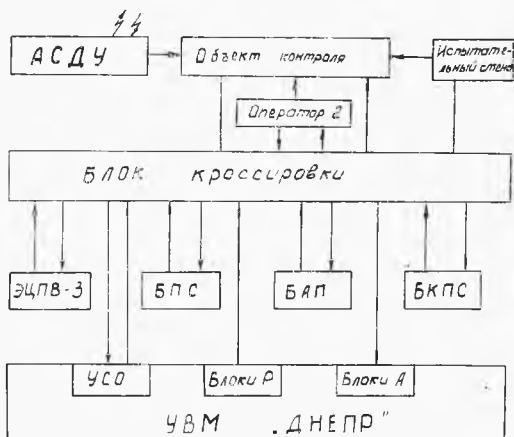 АСДУ
Объект контроля
Испытате-
льный стенд
Оператор 2
БЛОК кроссировки
ЭЦПВ-3
БПС
БАП
БКПС
УСО
Блоки Р
Блоки А
УВМ „ДНЕПР"